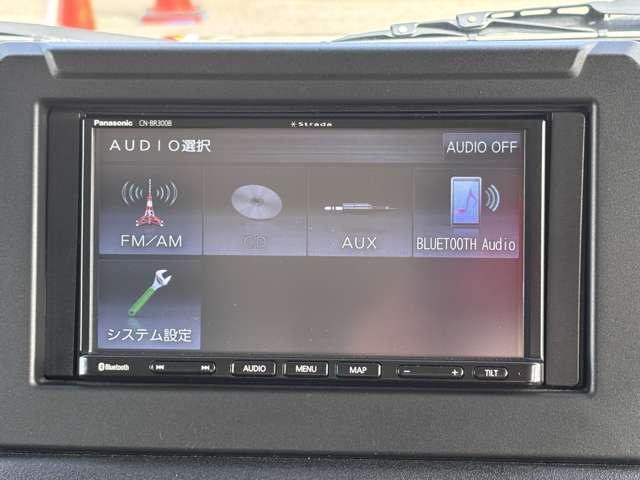 Panasonic CN-BR300B
Strada
AUDIO選択
AUDIO OFF
FM/AM
CD
AUX
BLUETOOTH Audio
システム設定
Bluetooth
AUDIO
MENU
MAP
TILT